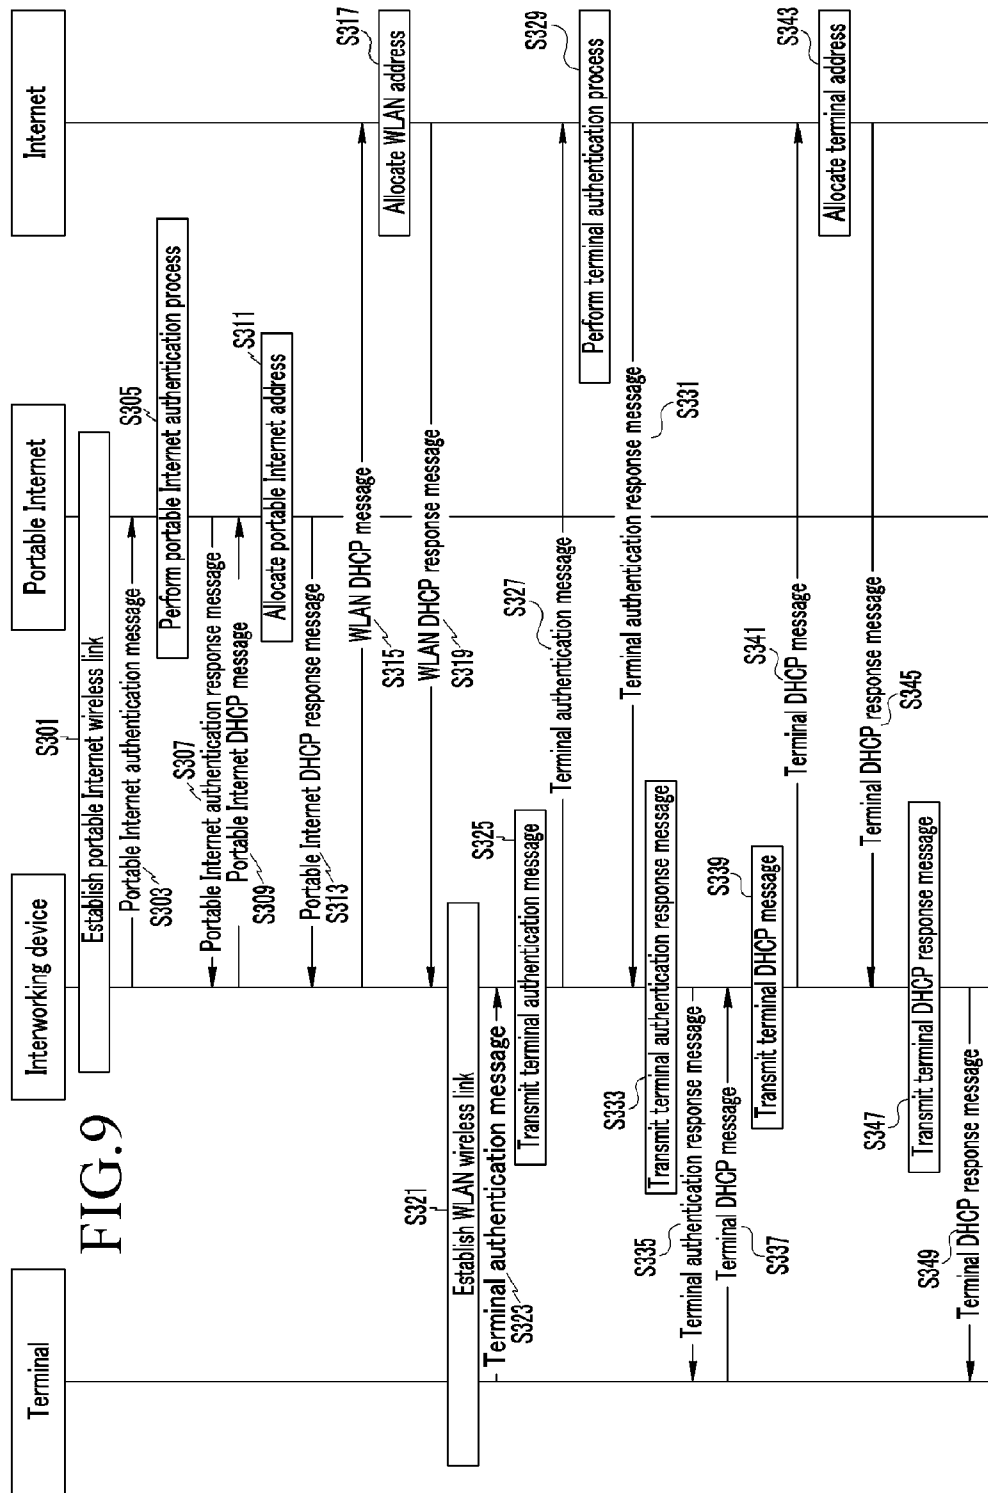 FIG.9
Terminal
Interworking device
Portable Internet
Internet
Establish portable Internet wireless link
S301
Portable Internet authentication message
S303
S305
Perform portable Internet authentication process
S307
Portable Internet authentication response message
Portable Internet DHCP message
S309
S311
Allocate portable Internet address
Portable Internet DHCP response message
S313
WLAN DHCP message
S315
S317
Allocate WLAN address
WLAN DHCP response message
S319
S321
Establish WLAN wireless link
Terminal authentication message
S323
S325
Transmit terminal authentication message
S327
Terminal authentication message
S329
Perform terminal authentication process
Terminal authentication response message
S331
S333
Transmit terminal authentication response message
S335
Terminal authentication response message
Terminal DHCP message
S337
S339
Transmit terminal DHCP message
S341
Terminal DHCP message
S343
Allocate terminal address
Terminal DHCP response message
S345
S347
Transmit terminal DHCP response message
S349
Terminal DHCP response message